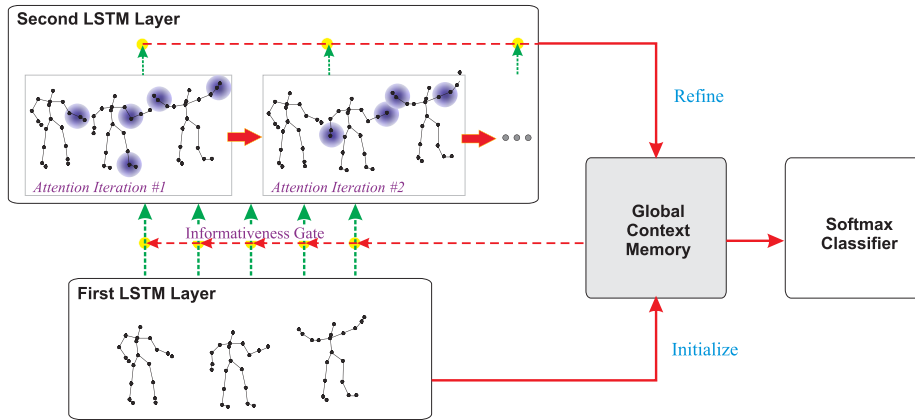 Second LSTM Layer
Attention Iteration #1
Attention Iteration #2
Refine
Informativeness Gate
Global
Context
Memory
Softmax
Classifier
First LSTM Layer
Initialize